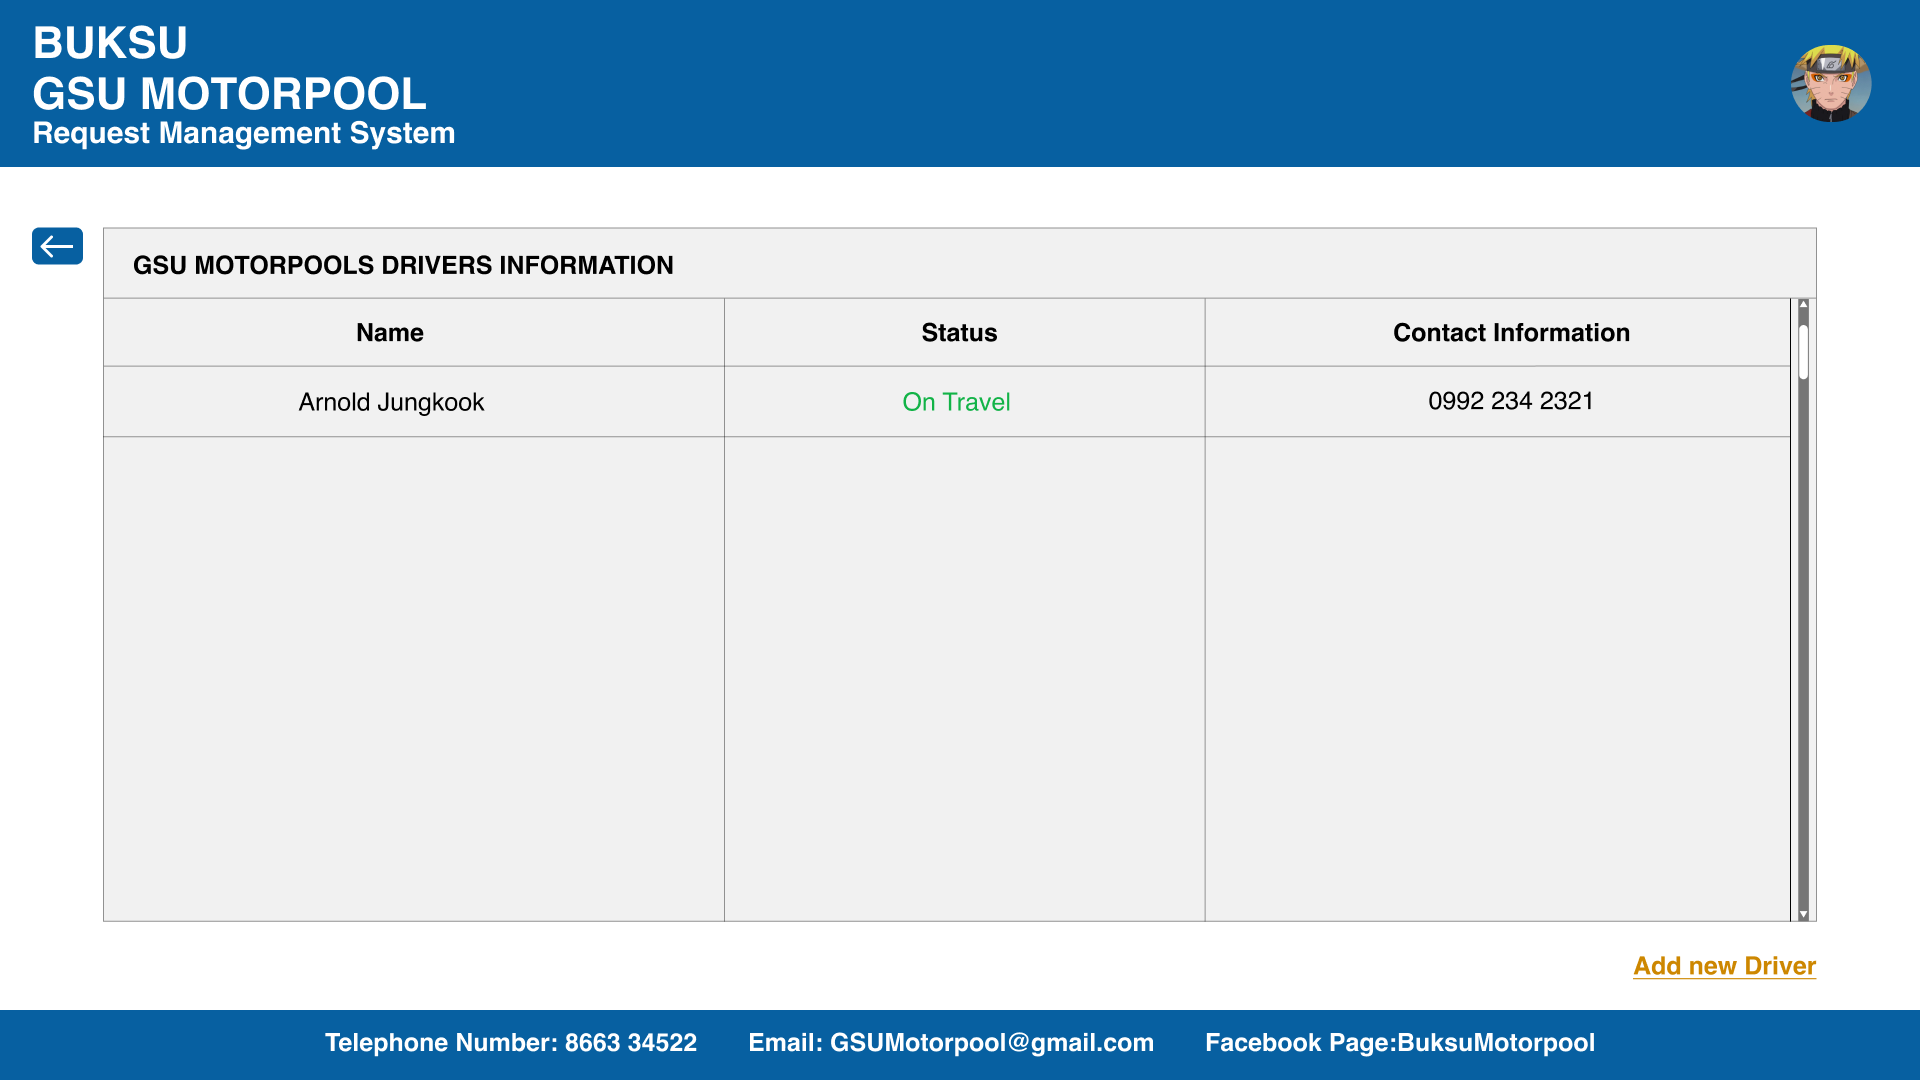 BUKSU
GSU MOTORPOOL
Request Management System
GSU MOTORPOOLS DRIVERS INFORMATION
Name Status Contact Information
Arnold Jungkook On Travel 0992 234 2321
Add new Driver
Telephone Number: 8663 34522 Email: GSUMotorpool@gmail.com Facebook Page:BuksuMotorpool